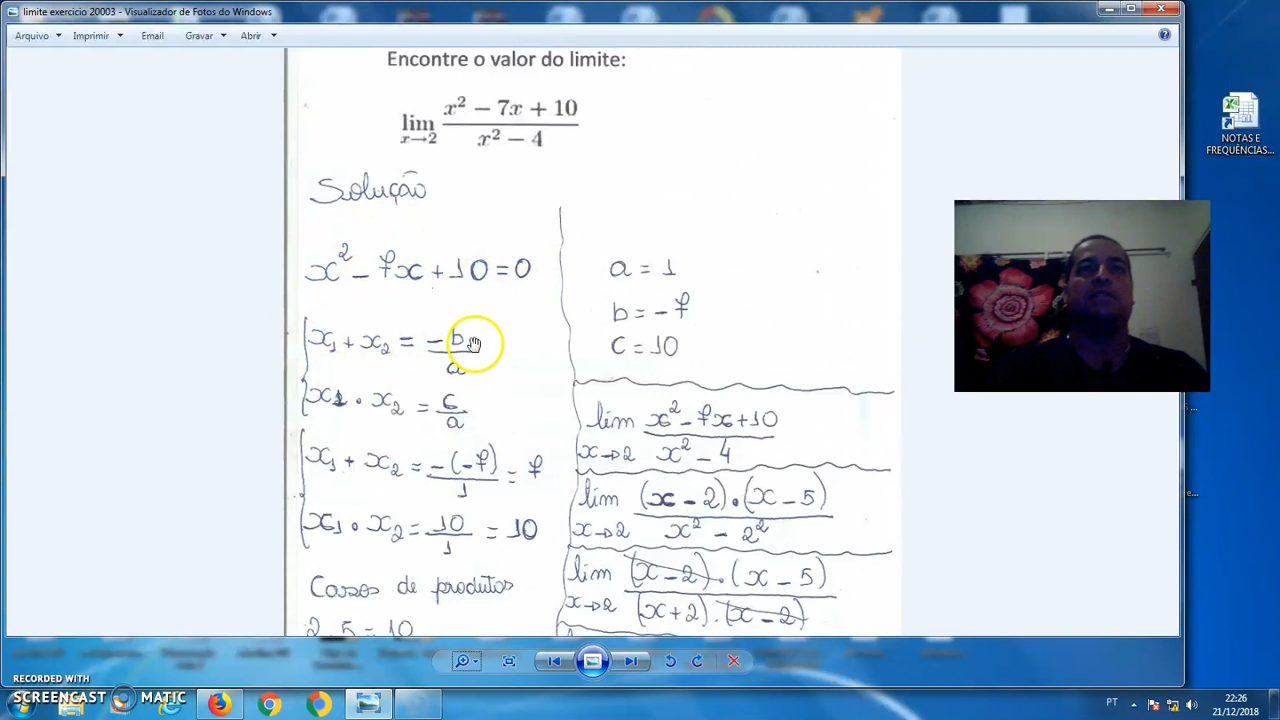 limite exercicio 20003 - Visualizador de Fotos do Windows
Arquivo Imprimir Email Gravar Abrir
Encontre o valor do limite:
lim x→2 (x² − 7x + 10)/(x² − 4)
Solução
x² − 7x + 10 = 0
x₁ + x₂ = −b/a
x₁ • x₂ = c/a
x₁ + x₂ = −(−7)/1 = 7
x₁ • x₂ = 10/1 = 10
Casos de produtos
2 . 5 = 10
a = 1
b = −7
c = 10
lim x→2 (x² − 7x + 10)/(x² − 4)
lim x→2 (x − 2) • (x − 5)/(x² − 2²)
lim x→2 (x − 2) . (x − 5)/((x + 2) . (x − 2))
NOTAS E
FREQUÊNCIAS...
RECORDED WITH
SCREENCAST MATIC
PT
22:26
21/12/2018